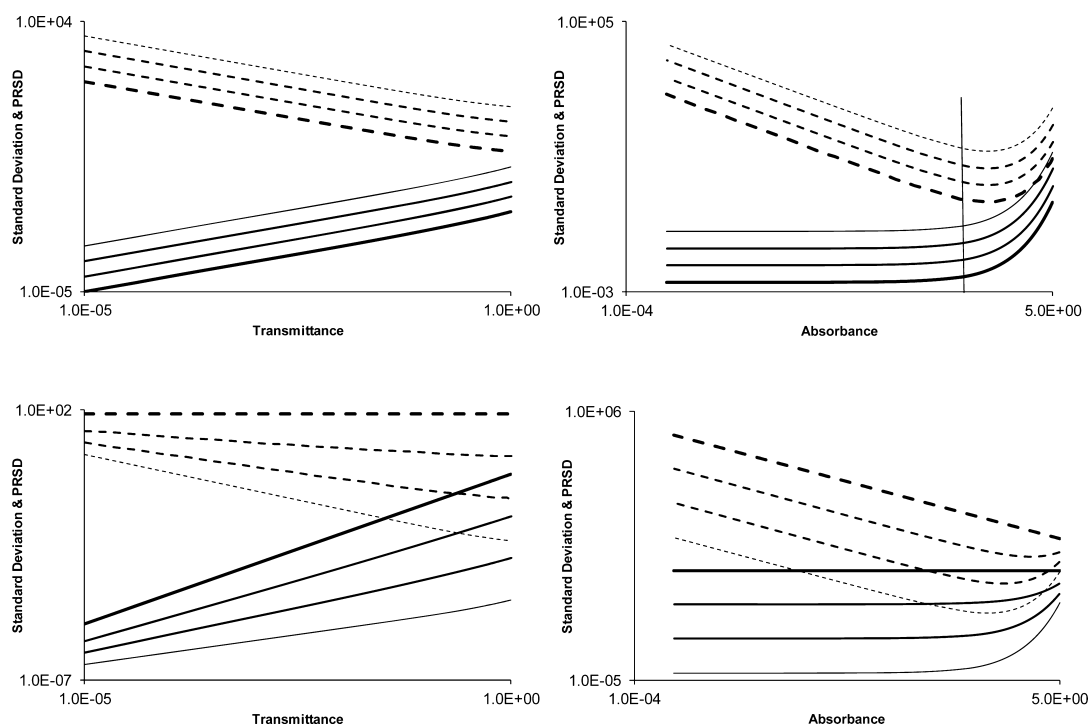 1.0E+04
Standard Deviation & PRSD
1.0E-05
1.0E-05
1.0E+00
Transmittance
1.0E+05
Standard Deviation & PRSD
1.0E-03
1.0E-04
5.0E+00
Absorbance
1.0E+02
Standard Deviation & PRSD
1.0E-07
1.0E-05
1.0E+00
Transmittance
1.0E+06
Standard Deviation & PRSD
1.0E-05
1.0E-04
5.0E+00
Absorbance